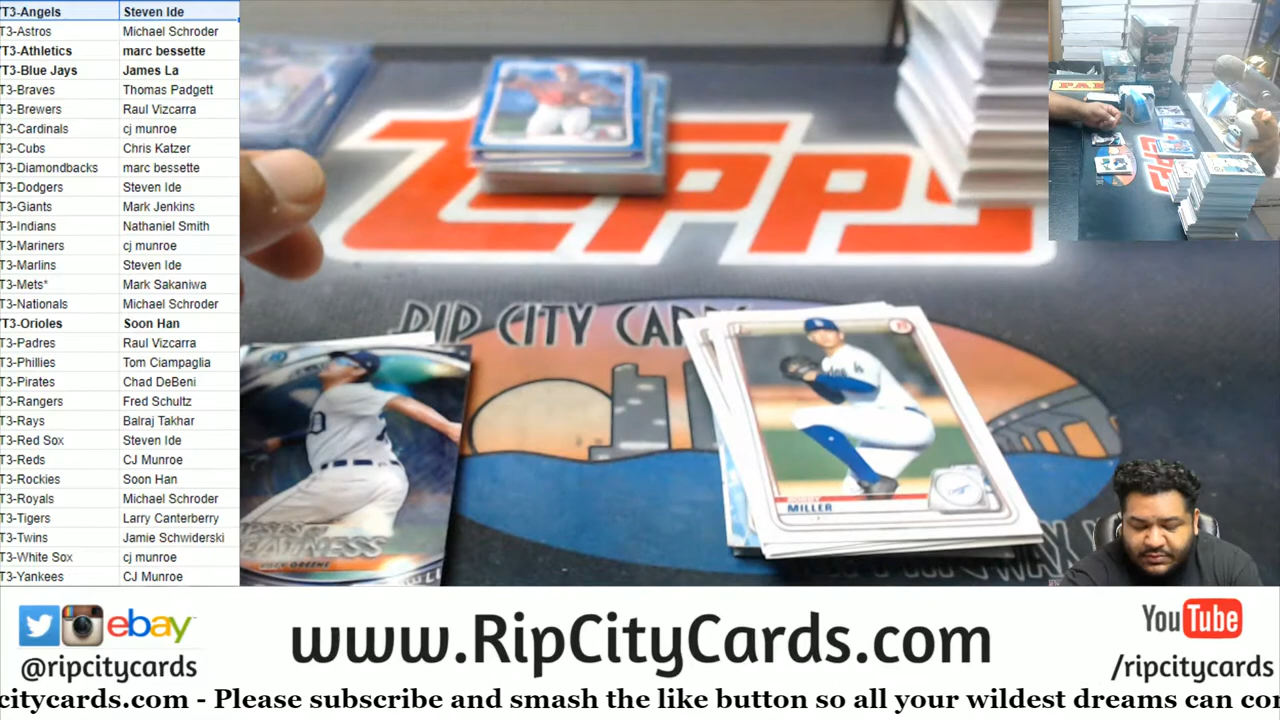 T3-Angels Steven Ide
T3-Astros Michael Schroder
T3-Athletics marc bessette
T3-Blue Jays James La
T3-Braves Thomas Padgett
T3-Brewers Raul Vizcarra
T3-Cardinals cj munroe
T3-Cubs Chris Katzer
T3-Diamondbacks marc bessette
T3-Dodgers Steven Ide
T3-Giants Mark Jenkins
T3-Indians Nathaniel Smith
T3-Mariners cj munroe
T3-Marlins Steven Ide
T3-Mets* Mark Sakaniwa
T3-Nationals Michael Schroder
T3-Orioles Soon Han
T3-Padres Raul Vizcarra
T3-Phillies Tom Ciampaglia
T3-Pirates Chad DeBeni
T3-Rangers Fred Schultz
T3-Rays Balraj Takhar
T3-Red Sox Steven Ide
T3-Reds CJ Munroe
T3-Rockies Soon Han
T3-Royals Michael Schroder
T3-Tigers Larry Canterberry
T3-Twins Jamie Schwiderski
T3-White Sox cj munroe
T3-Yankees CJ Munroe
RIP CITY CARDS
BOBBY
MILLER
RILEY GREENE
ebay
@ripcitycards
www.RipCityCards.com
YouTube
/ripcitycards
citycards.com - Please subscribe and smash the like button so all your wildest dreams can co